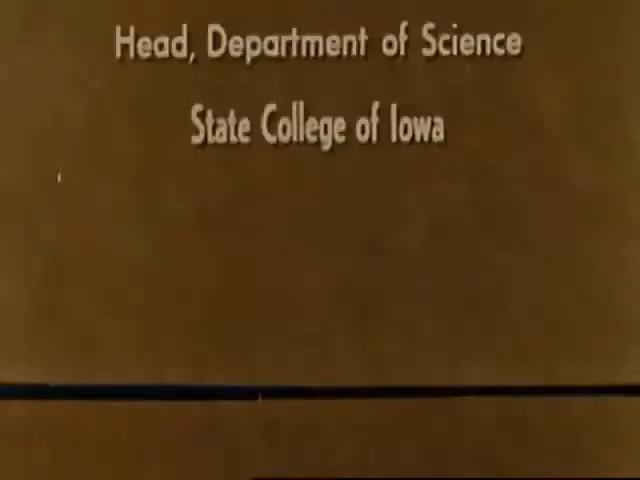 Head, Department of Science
State College of Iowa